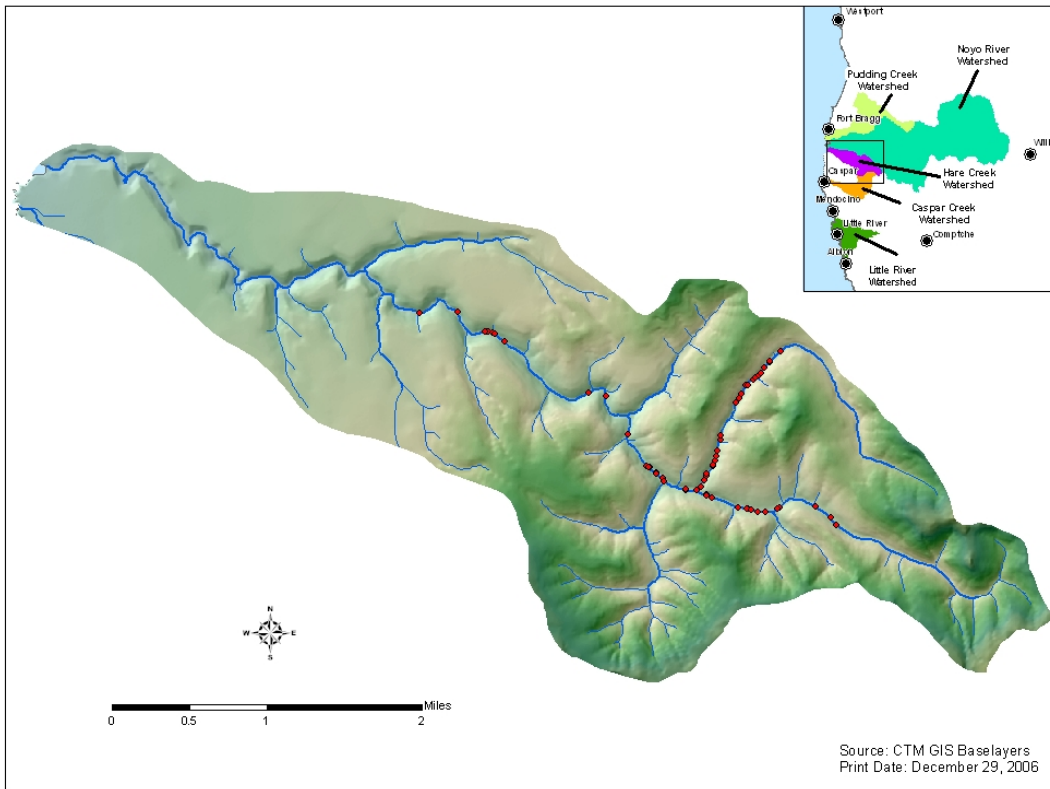 Westport
Noyo River
Watershed
Pudding Creek
Watershed
Fort Bragg
Hare Creek
Watershed
Caspar
Caspar Creek
Watershed
Mendocino
Little River
Comptche
Albion
Little River
Watershed
N
W E
S
Miles
0 0.5 1 2
Source: CTM GIS Baselayers
Print Date: December 29, 2006